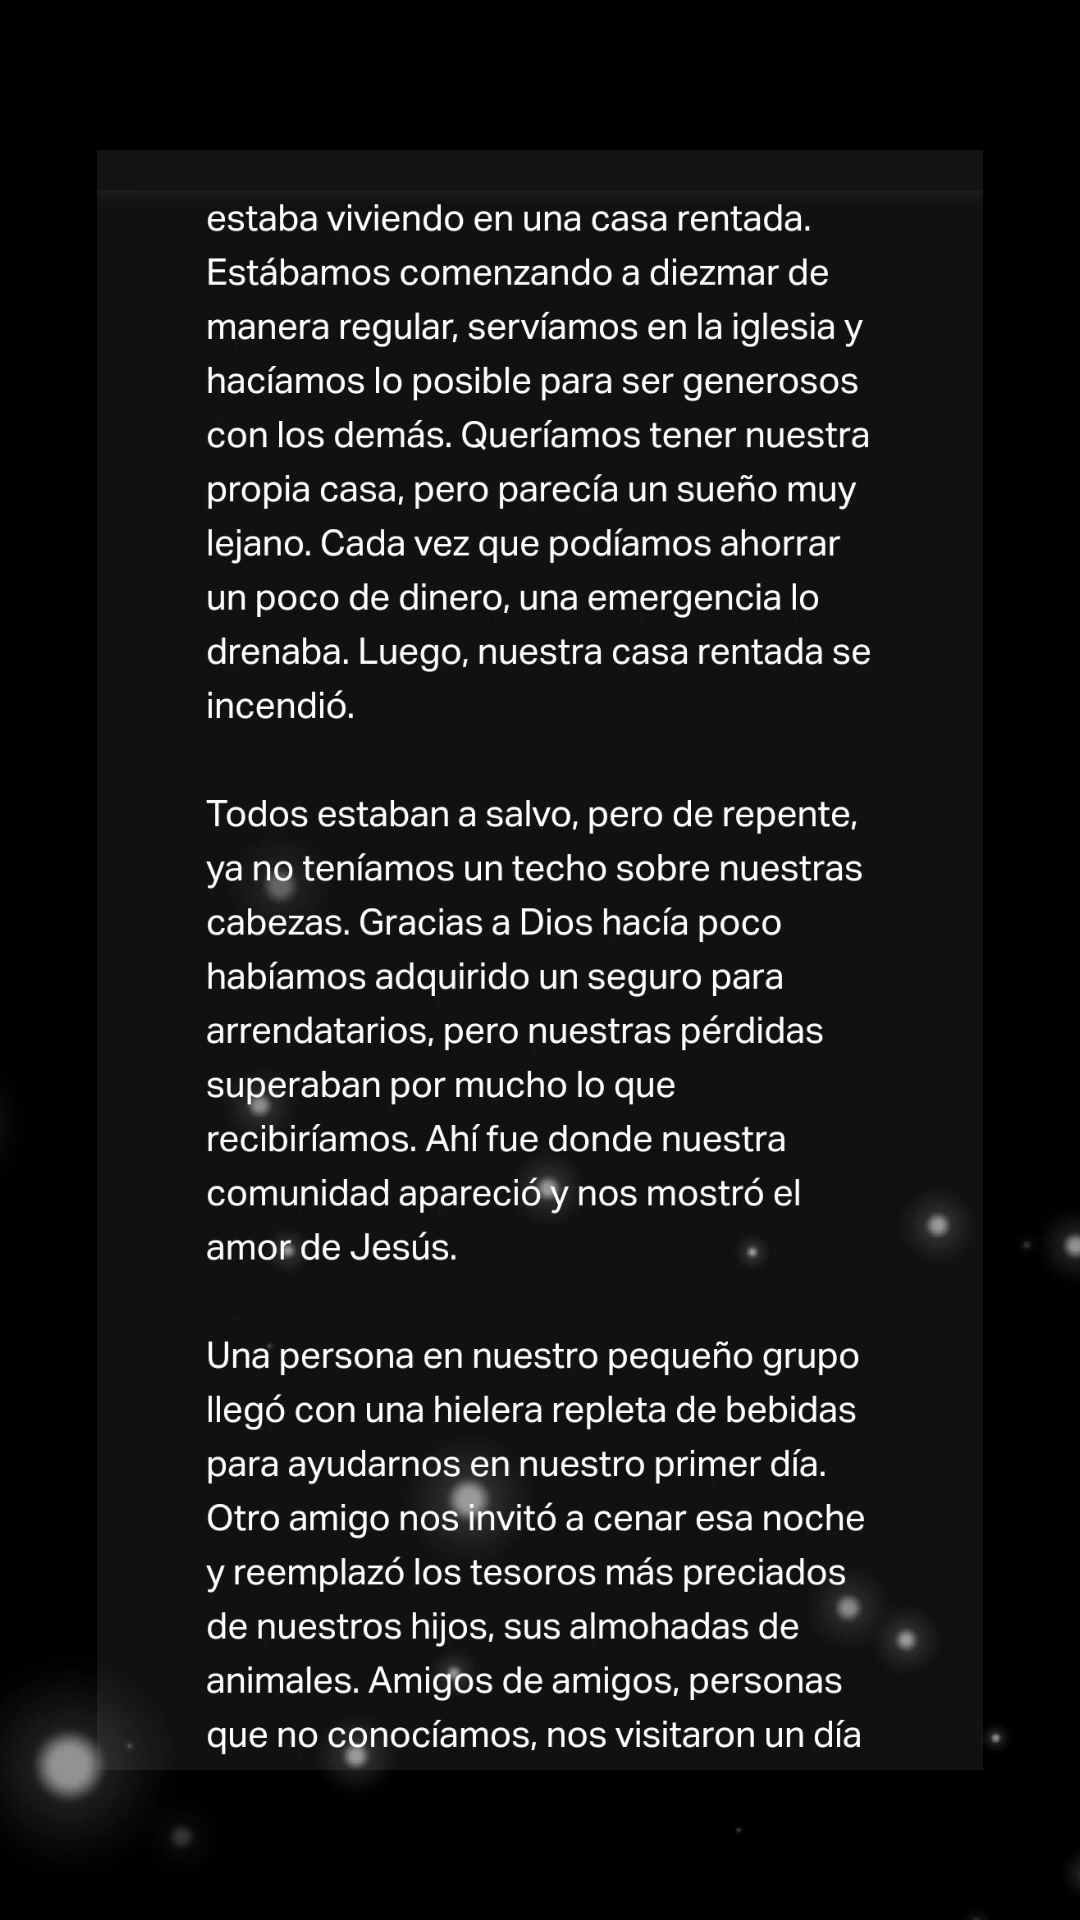 estaba viviendo en una casa rentada.
Estábamos comenzando a diezmar de
manera regular, servíamos en la iglesia y
hacíamos lo posible para ser generosos
con los demás. Queríamos tener nuestra
propia casa, pero parecía un sueño muy
lejano. Cada vez que podíamos ahorrar
un poco de dinero, una emergencia lo
drenaba. Luego, nuestra casa rentada se
incendió.
Todos estaban a salvo, pero de repente,
ya no teníamos un techo sobre nuestras
cabezas. Gracias a Dios hacía poco
habíamos adquirido un seguro para
arrendatarios, pero nuestras pérdidas
superaban por mucho lo que
recibiríamos. Ahí fue donde nuestra
comunidad apareció y nos mostró el
amor de Jesús.
Una persona en nuestro pequeño grupo
llegó con una hielera repleta de bebidas
para ayudarnos en nuestro primer día.
Otro amigo nos invitó a cenar esa noche
y reemplazó los tesoros más preciados
de nuestros hijos, sus almohadas de
animales. Amigos de amigos, personas
que no conocíamos, nos visitaron un día